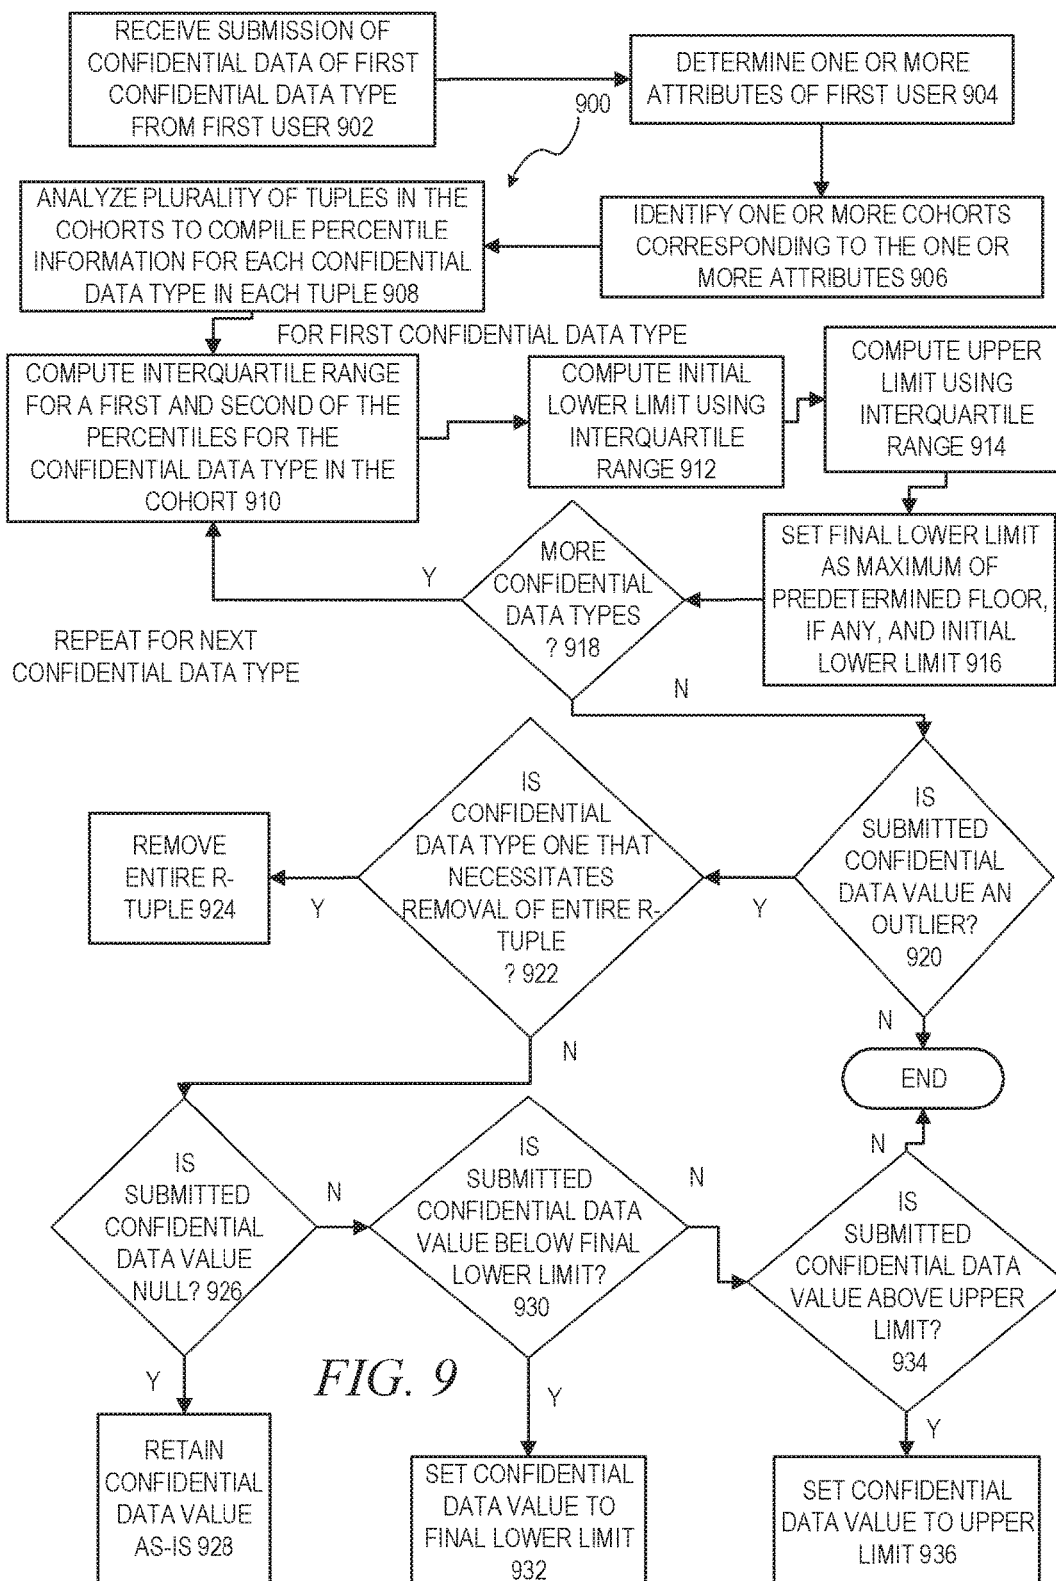 RECEIVE SUBMISSION OF
CONFIDENTIAL DATA OF FIRST
CONFIDENTIAL DATA TYPE
FROM FIRST USER 902
DETERMINE ONE OR MORE
ATTRIBUTES OF FIRST USER 904
900
ANALYZE PLURALITY OF TUPLES IN THE
COHORTS TO COMPILE PERCENTILE
INFORMATION FOR EACH CONFIDENTIAL
DATA TYPE IN EACH TUPLE 908
IDENTIFY ONE OR MORE COHORTS
CORRESPONDING TO THE ONE OR
MORE ATTRIBUTES 906
FOR FIRST CONFIDENTIAL DATA TYPE
COMPUTE INTERQUARTILE RANGE
FOR A FIRST AND SECOND OF THE
PERCENTILES FOR THE
CONFIDENTIAL DATA TYPE IN THE
COHORT 910
COMPUTE INITIAL
LOWER LIMIT USING
INTERQUARTILE
RANGE 912
COMPUTE UPPER
LIMIT USING
INTERQUARTILE
RANGE 914
SET FINAL LOWER LIMIT
AS MAXIMUM OF
PREDETERMINED FLOOR,
IF ANY, AND INITIAL
LOWER LIMIT 916
MORE
CONFIDENTIAL
DATA TYPES
? 918
Y
REPEAT FOR NEXT
CONFIDENTIAL DATA TYPE
N
IS
SUBMITTED
CONFIDENTIAL
DATA VALUE AN
OUTLIER?
920
Y
N
END
IS
CONFIDENTIAL
DATA TYPE ONE THAT
NECESSITATES
REMOVAL OF ENTIRE R-
TUPLE
? 922
Y
REMOVE
ENTIRE R-
TUPLE 924
N
IS
SUBMITTED
CONFIDENTIAL
DATA VALUE
NULL? 926
N
Y
RETAIN
CONFIDENTIAL
DATA VALUE
AS-IS 928
IS
SUBMITTED
CONFIDENTIAL DATA
VALUE BELOW FINAL
LOWER LIMIT?
930
N
Y
SET CONFIDENTIAL
DATA VALUE TO
FINAL LOWER LIMIT
932
IS
SUBMITTED
CONFIDENTIAL DATA
VALUE ABOVE UPPER
LIMIT?
934
N
Y
SET CONFIDENTIAL
DATA VALUE TO UPPER
LIMIT 936
FIG. 9